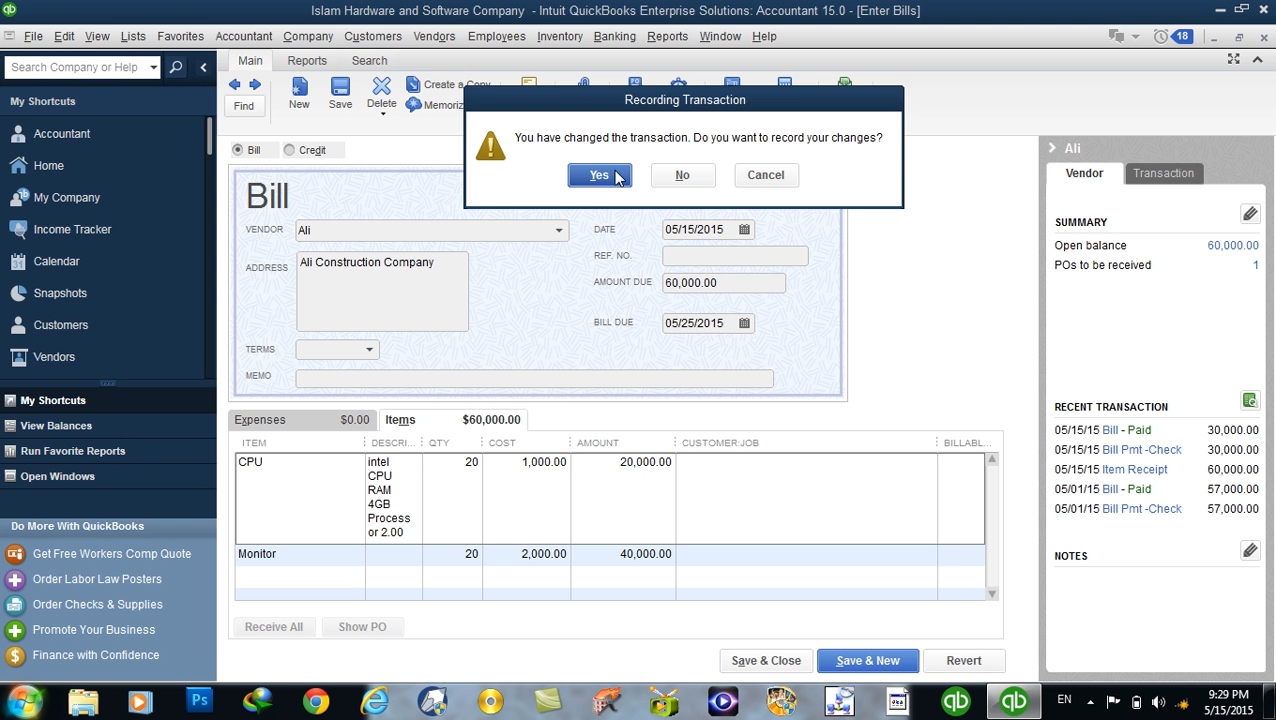 Islam Hardware and Software Company - Intuit QuickBooks Enterprise Solutions: Accountant 15.0 - [Enter Bills]
File Edit View Lists Favorites Accountant Company Customers Vendors Employees Inventory Banking Reports Window Help 18
Search Company or Help
Main Reports Search
My Shortcuts
Accountant
Home
My Company
Income Tracker
Calendar
Snapshots
Customers
Vendors
My Shortcuts
View Balances
Run Favorite Reports
Open Windows
Do More With QuickBooks
Get Free Workers Comp Quote
Order Labor Law Posters
Order Checks & Supplies
Promote Your Business
Finance with Confidence
Find
New
Save
Delete
Create a Copy
Memoriz
Recording Transaction
You have changed the transaction. Do you want to record your changes?
Yes No Cancel
Bill Credit
Bill
VENDOR Ali
ADDRESS Ali Construction Company
TERMS
MEMO
DATE 05/15/2015
REF. NO.
AMOUNT DUE 60,000.00
BILL DUE 05/25/2015
Expenses $0.00 Items $60,000.00
ITEM DESCRI... QTY COST AMOUNT CUSTOMER:JOB BILLABL...
CPU intel 20 1,000.00 20,000.00
CPU
RAM
4GB
Process
or 2.00
Monitor 20 2,000.00 40,000.00
Receive All Show PO
Save & Close Save & New Revert
Ali
Vendor Transaction
SUMMARY
Open balance 60,000.00
POs to be received 1
RECENT TRANSACTION
05/15/15 Bill - Paid 30,000.00
05/15/15 Bill Pmt -Check 30,000.00
05/15/15 Item Receipt 60,000.00
05/01/15 Bill - Paid 57,000.00
05/01/15 Bill Pmt -Check 57,000.00
NOTES
Ps
qb
qb
EN
9:29 PM
5/15/2015